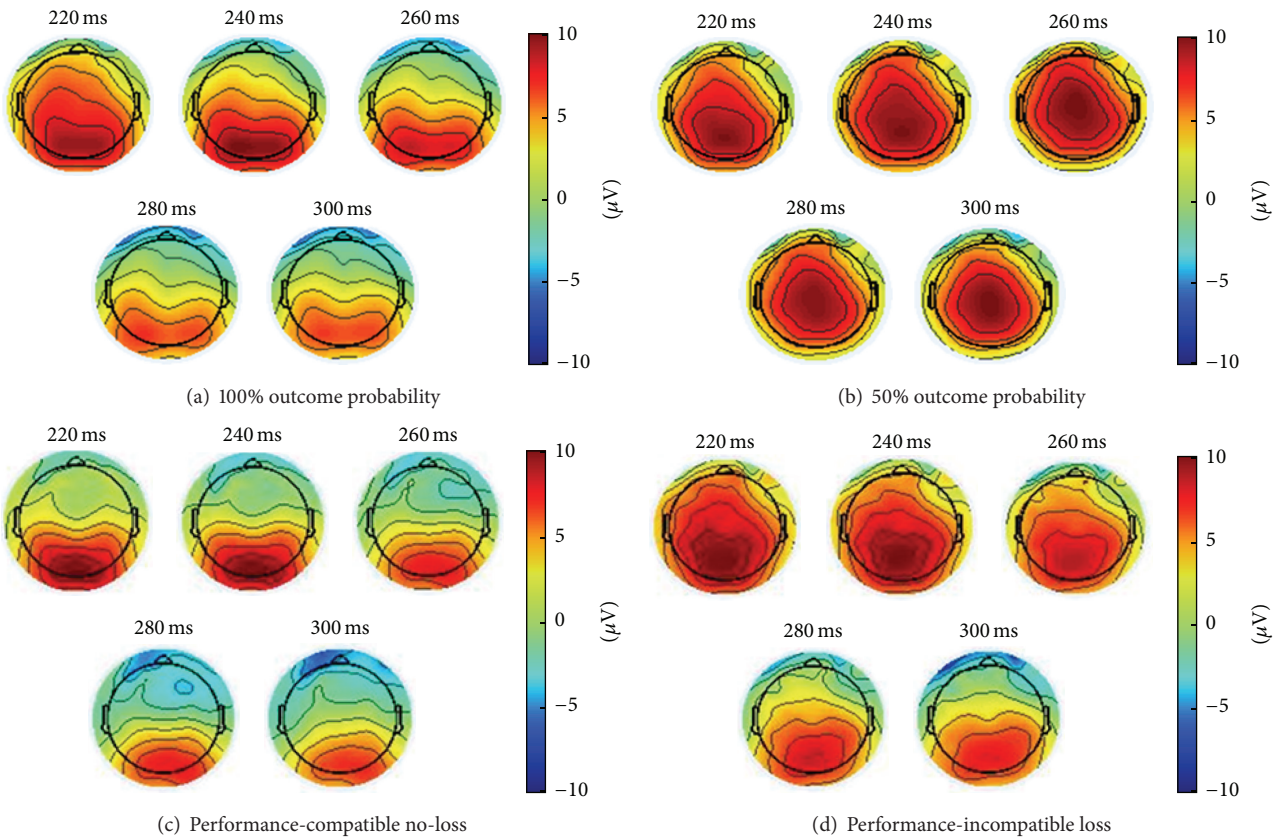 220 ms 240 ms 260 ms
10
5
0
−5
−10
(μV)
280 ms 300 ms
(a) 100% outcome probability
220 ms 240 ms 260 ms
10
5
0
−5
−10
(μV)
280 ms 300 ms
(b) 50% outcome probability
220 ms 240 ms 260 ms
10
5
0
−5
−10
(μV)
280 ms 300 ms
(c) Performance-compatible no-loss
220 ms 240 ms 260 ms
10
5
0
−5
−10
(μV)
280 ms 300 ms
(d) Performance-incompatible loss